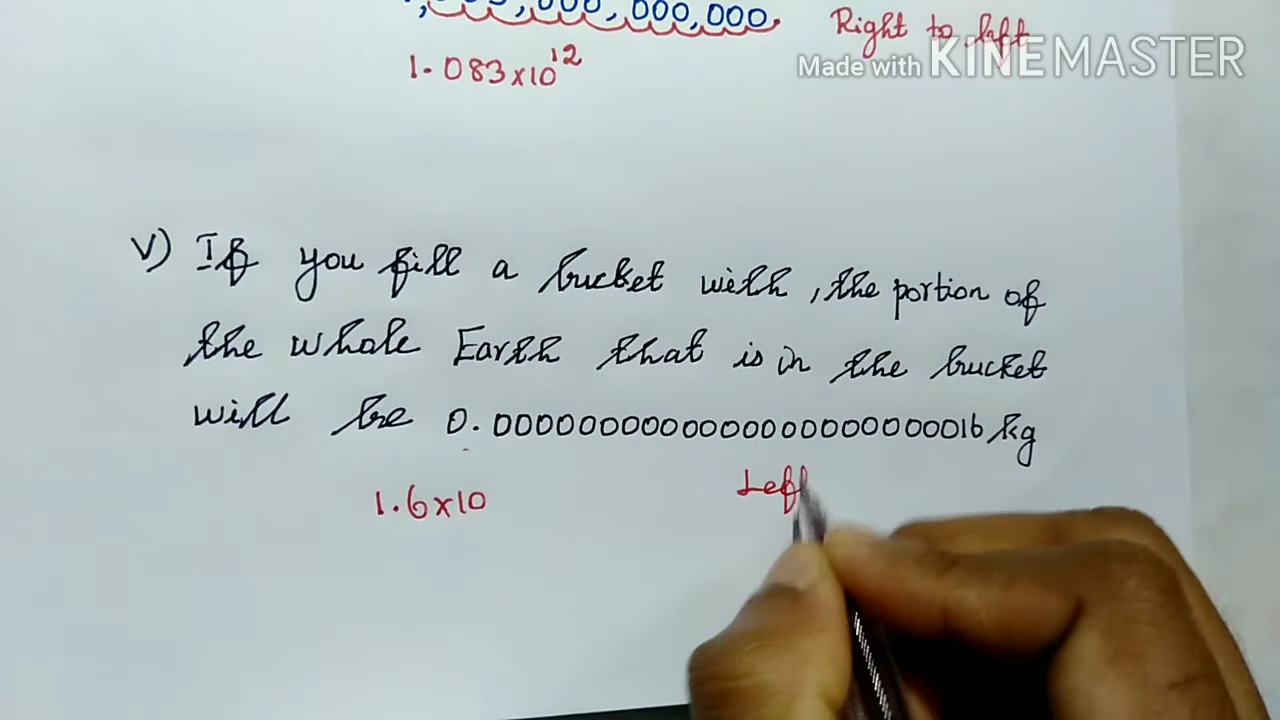 000,000,000.
Right to left
Made with KINEMASTER
1.083x10¹²
V) If you fill a bucket with, the portion of
the whole Earth that is in the bucket
will be 0.000000000000000000000016 kg
1.6x10
Left